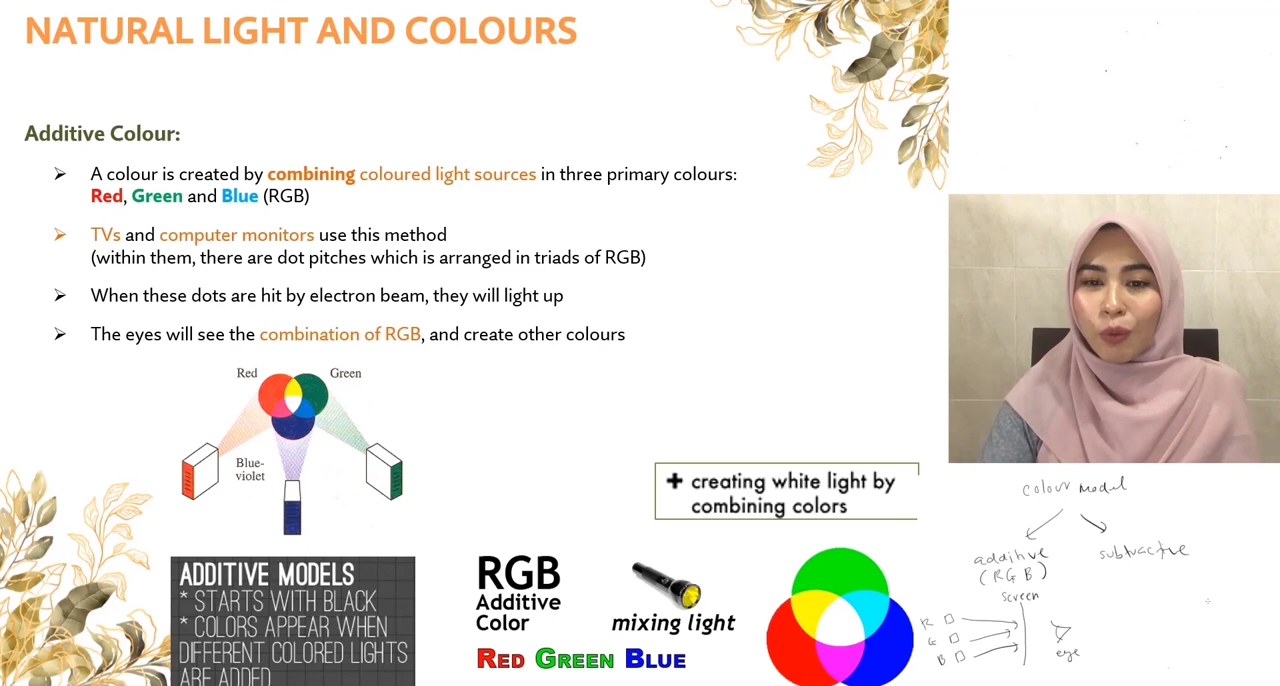 NATURAL LIGHT AND COLOURS
Additive Colour:
A colour is created by combining coloured light sources in three primary colours:
Red, Green and Blue (RGB)
TVs and computer monitors use this method
(within them, there are dot pitches which is arranged in triads of RGB)
When these dots are hit by electron beam, they will light up
The eyes will see the combination of RGB, and create other colours
Red
Green
Blue-
violet
+ creating white light by
combining colors
ADDITIVE MODELS
* STARTS WITH BLACK
* COLORS APPEAR WHEN
DIFFERENT COLORED LIGHTS
ARE ADDED
RGB
Additive
Color
mixing light
RED GREEN BLUE
colour model
additive
(RGB)
subtractive
screen
R
G
B
eye